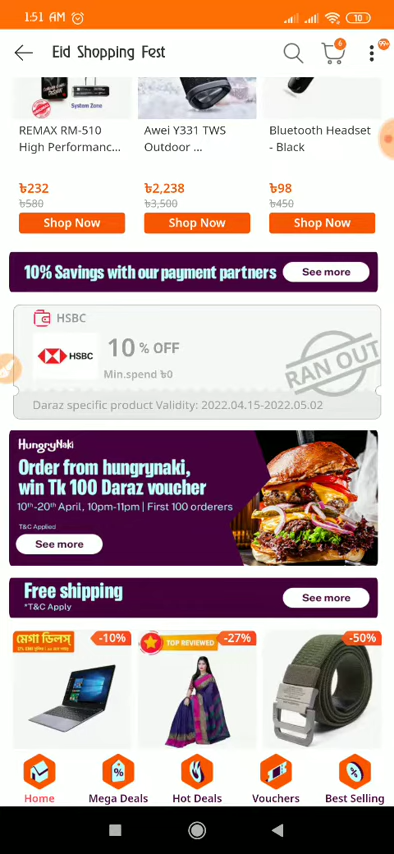 1:51 AM
10
Eid Shopping Fest
6
99+
System Zone
REMAX RM-510
High Performanc...
৳232
৳580
Shop Now
Awei Y331 TWS
Outdoor ...
৳2,238
৳3,500
Shop Now
Bluetooth Headset
- Black
৳98
৳450
Shop Now
10% Savings with our payment partners
See more
HSBC
HSBC
10 % OFF
Min.spend ৳0
RAN OUT
Daraz specific product Validity: 2022.04.15-2022.05.02
HUNGRYNAKI
Order from hungrynaki,
win Tk 100 Daraz voucher
10th-20th April, 10pm-11pm | First 100 orderers
T&C Applied
See more
Free shipping
*T&C Apply
See more
মেগা ডিলস
-10%
TOP REVIEWED
-27%
-50%
Home
Mega Deals
Hot Deals
Vouchers
Best Selling